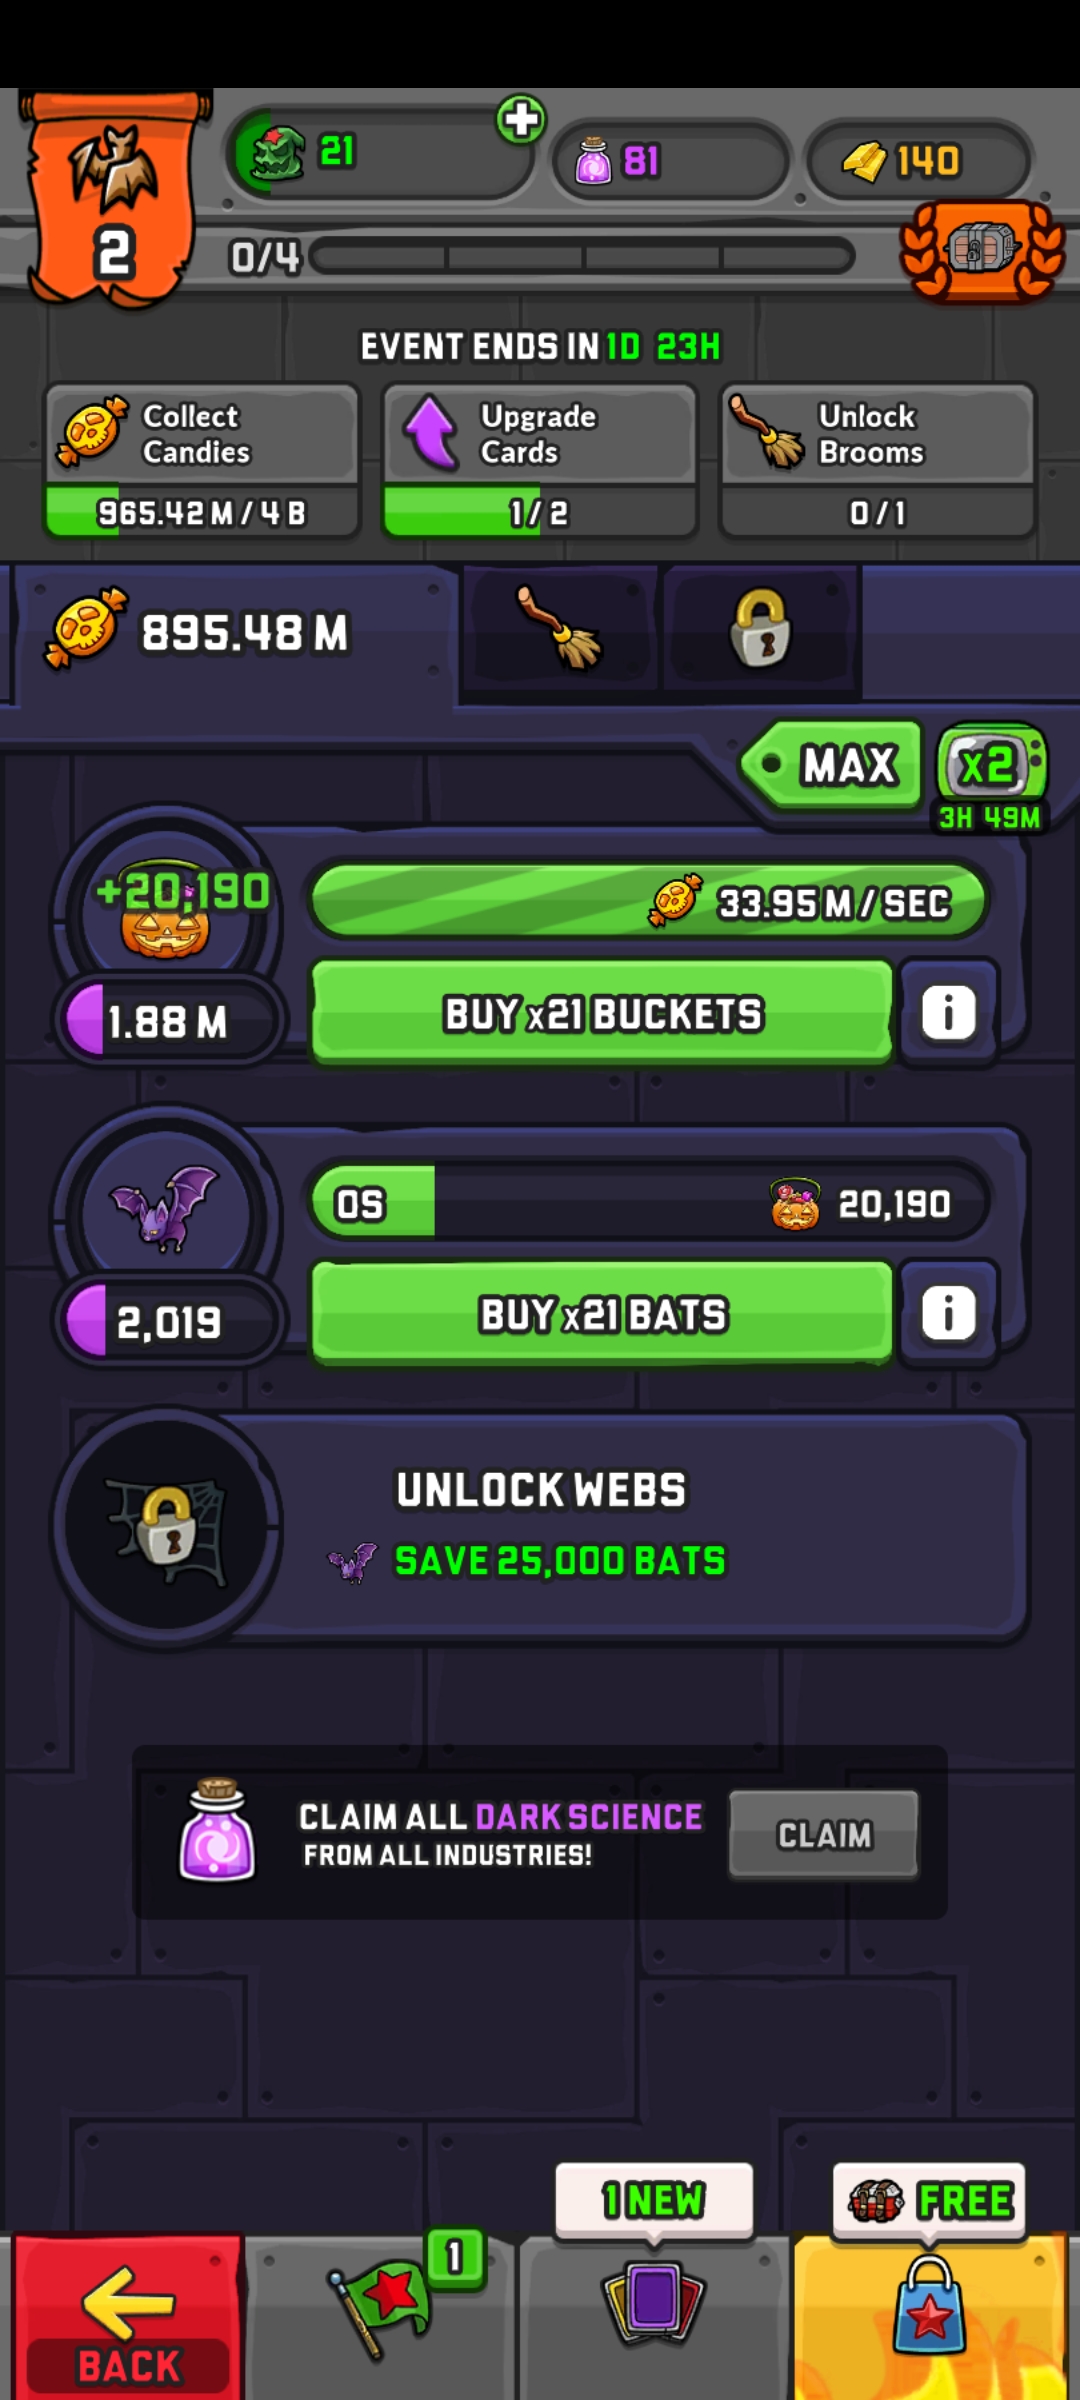 21
81
140
2
0/4
EVENT ENDS IN 1D 23H
Collect
Candies
Upgrade
Cards
Unlock
Brooms
965.42 M / 4 B
1 / 2
0 / 1
895.48 M
MAX
x2
3H 49M
+20,190
33.95 M / SEC
1.88 M
BUY x21 BUCKETS
i
0S
20,190
2,019
BUY x21 BATS
i
UNLOCK WEBS
SAVE 25,000 BATS
CLAIM ALL DARK SCIENCE
FROM ALL INDUSTRIES!
CLAIM
1 NEW
FREE
1
BACK